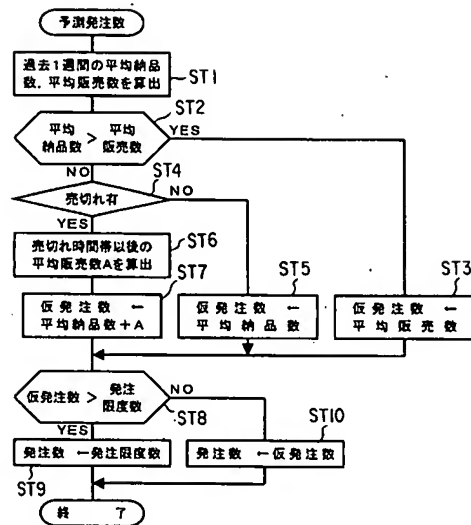 予測発注数
過去1週間の平均納品
数,平均販売数を算出
ST1
ST2
平均
納品数 > 平均
販売数
YES
NO
ST4
売切れ有
NO
YES
売切れ時間帯以後の
平均販売数Aを算出
ST6
ST7
仮発注数 ←
平均納品数+A
ST5
仮発注数 ←
平均納品数
ST3
仮発注数 ←
平均販売数
仮発注数 > 発注
限度数
NO
ST8
YES
発注数 ←発注限度数
ST9
ST10
発注数 ←仮発注数
終 了